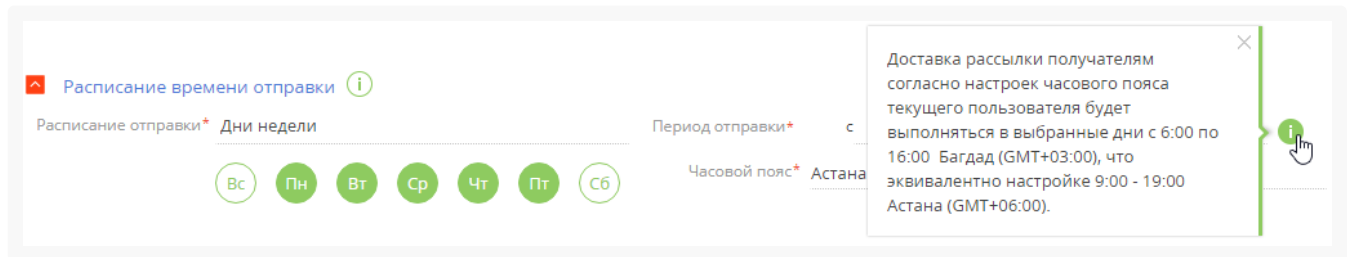 Расписание времени отправки i
Расписание отправки* Дни недели
Вс Пн Вт Ср Чт Пт Сб
Период отправки* с
Часовой пояс* Астана
Доставка рассылки получателям
согласно настроек часового пояса
текущего пользователя будет
выполняться в выбранные дни с 6:00 по
16:00 Багдад (GMT+03:00), что
эквивалентно настройке 9:00 - 19:00
Астана (GMT+06:00).
i